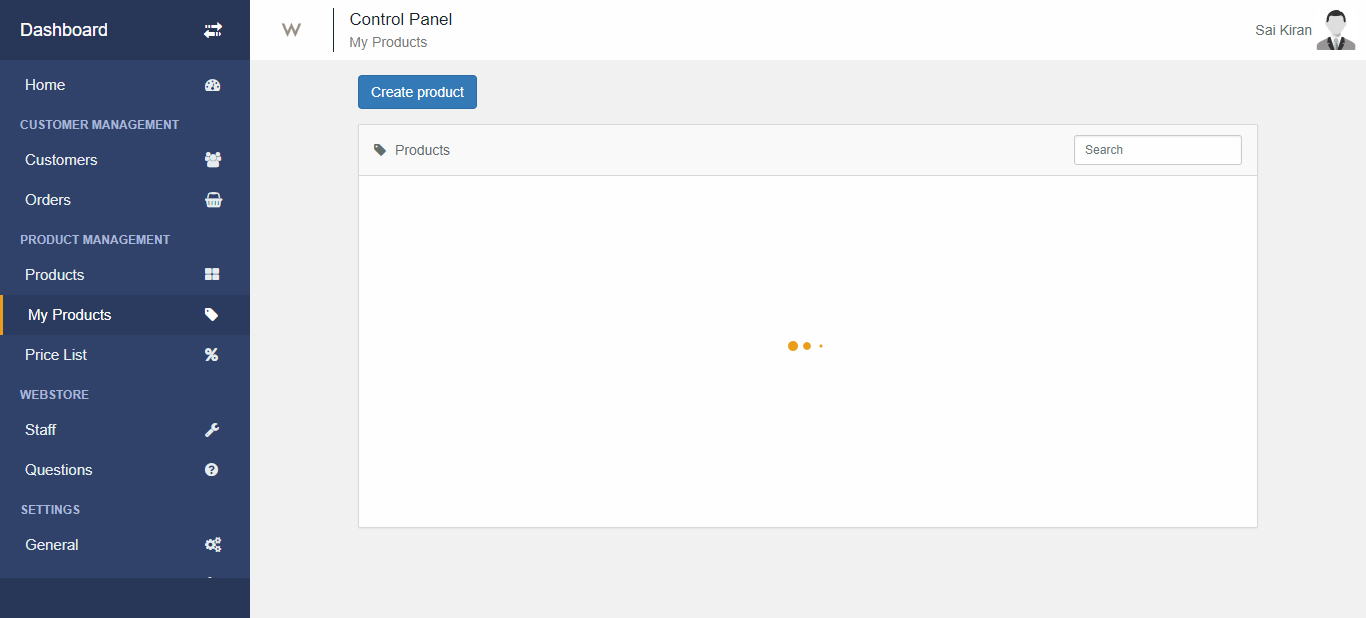 Dashboard
Home
CUSTOMER MANAGEMENT
Customers
Orders
PRODUCT MANAGEMENT
Products
My Products
Price List
WEBSTORE
Staff
Questions
SETTINGS
General
W
Control Panel
My Products
Sai Kiran
Create product
Products
Search